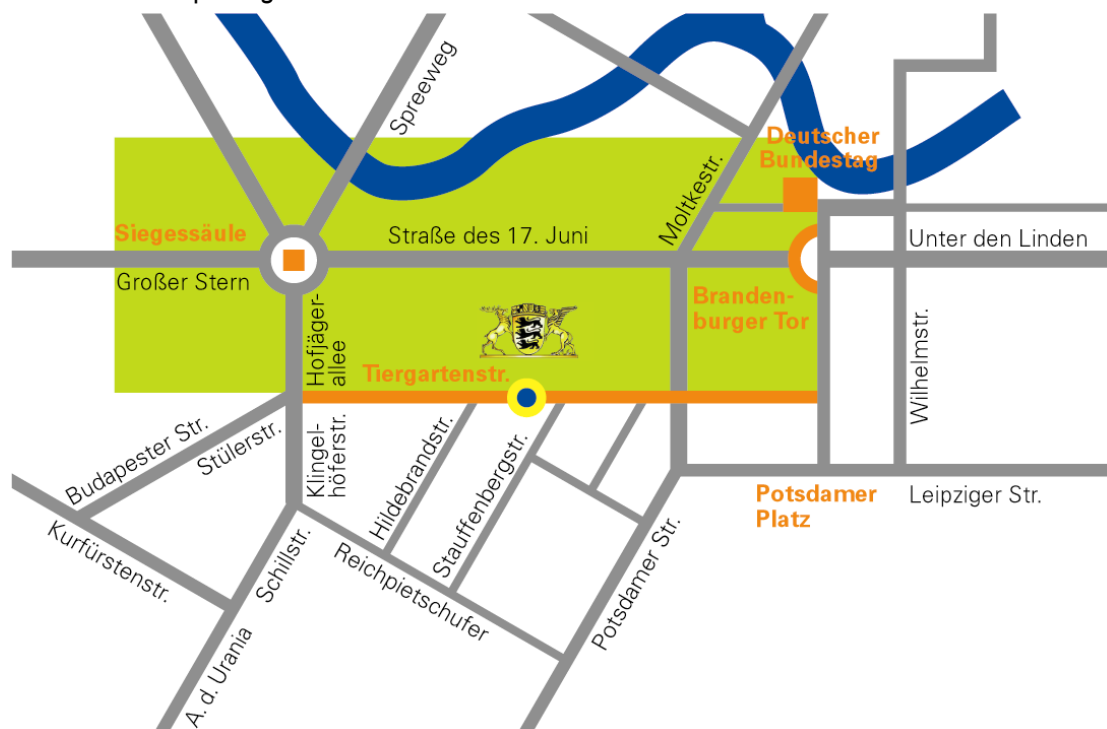 Spreeweg
Deutscher
Bundestag
Moltkestr.
Siegessäule
Straße des 17. Juni
Unter den Linden
Großer Stern
Branden-
burger Tor
Hofjäger-
allee
Tiergartenstr.
Wilhelmstr.
Budapester Str.
Stülerstr.
Klingel-
höferstr.
Hildebrandstr.
Stauffenbergstr.
Potsdamer
Platz
Leipziger Str.
Kurfürstenstr.
Schillstr.
Reichpietschufer
Potsdamer Str.
A. d. Urania